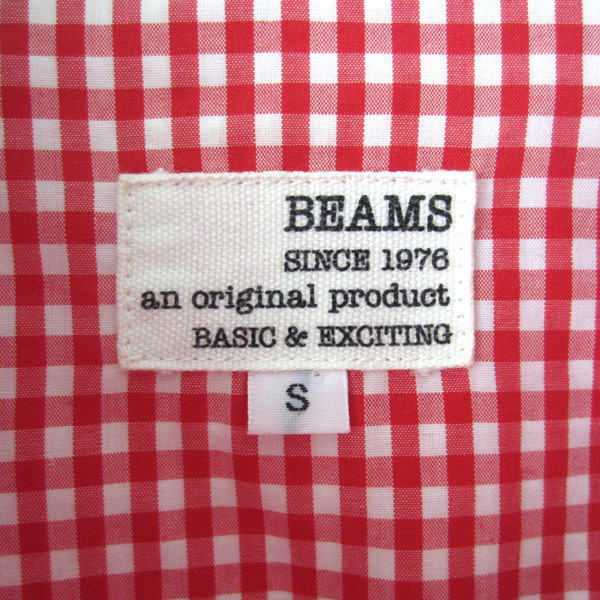 BEAMS
SINCE 1976
an original product
BASIC & EXCITING
S